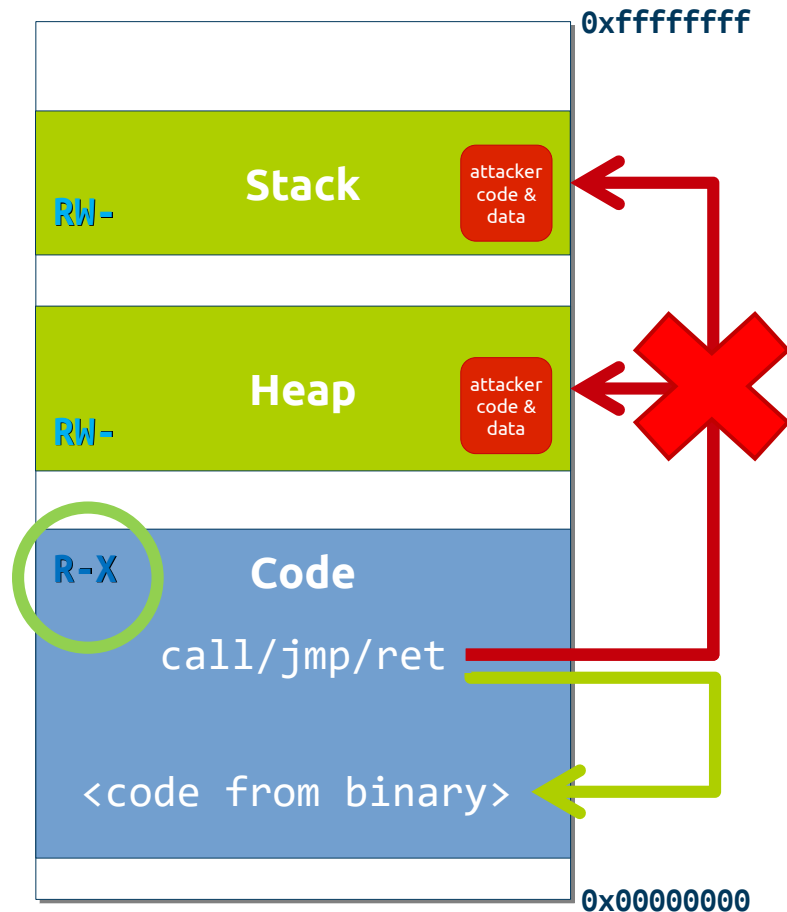 0xffffffff
Stack
RW-
attacker
code &
data
Heap
RW-
attacker
code &
data
R-X
Code
call/jmp/ret
<code from binary>
0x00000000